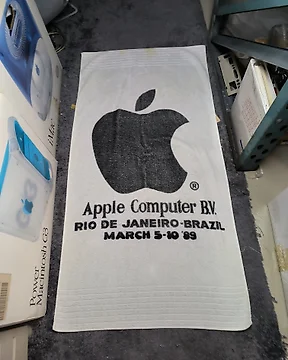 iMac
Power
Macintosh G3
®
Apple Computer B.V.
RIO DE JANEIRO-BRAZIL
MARCH 5-10 '89